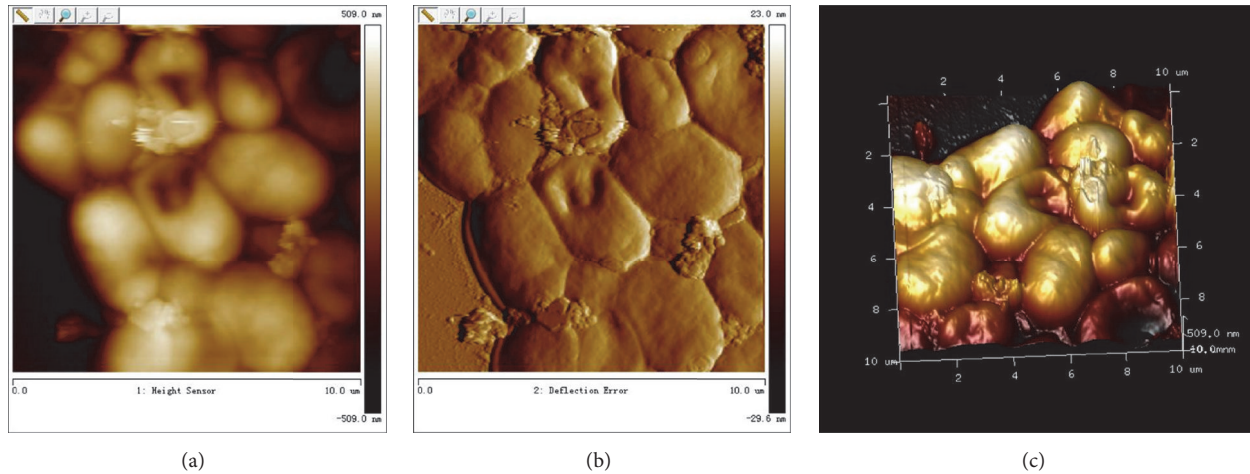 509.0 nm
0.0
10.0 um
1: Height Sensor
-509.0 nm
(a)
23.0 nm
0.0
10.0 um
2: Deflection Error
-29.6 nm
(b)
2
4
6
8
10 um
2
2
4
4
6
6
8
8
509.0 nm
10 um
2
4
6
8
10 um
(c)